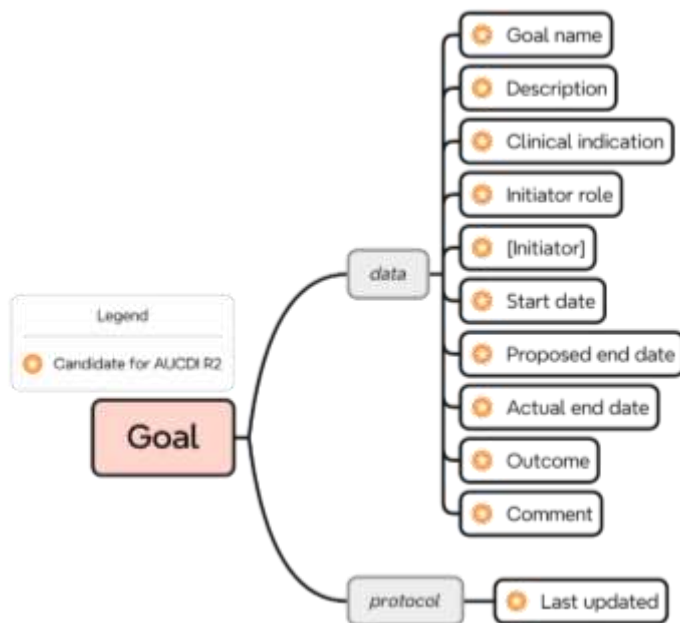 Goal name
Description
Clinical indication
Initiator role
[Initiator]
data
Start date
Legend
Proposed end date
Candidate for AUCDI R2
Actual end date
Goal
Outcome
Comment
protocol
Last updated